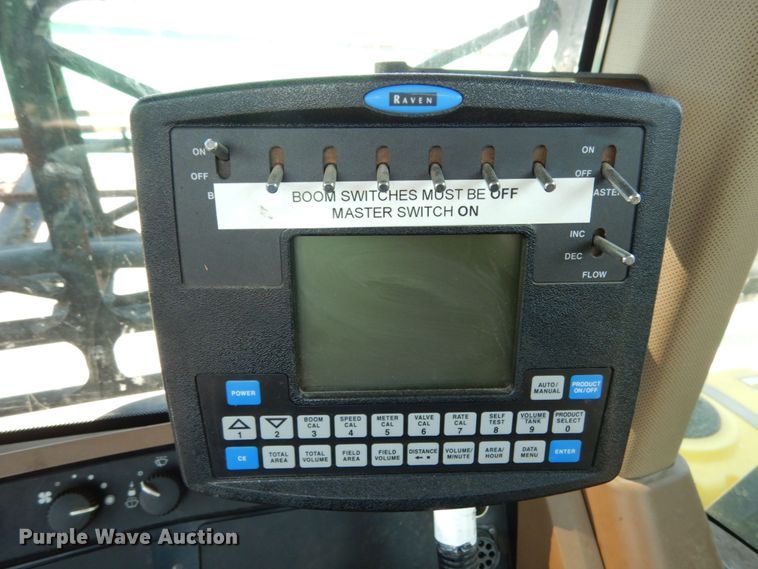 RAVEN
ON
OFF
B
ON
OFF
MASTER
BOOM SWITCHES MUST BE OFF
MASTER SWITCH ON
INC
DEC
FLOW
POWER
AUTO/
MANUAL
PRODUCT
ON/OFF
1
2
BOOM
CAL
3
SPEED
CAL
4
METER
CAL
5
VALVE
CAL
6
RATE
CAL
7
SELF
TEST
8
VOLUME
TANK
9
PRODUCT
SELECT
0
CE
TOTAL
AREA
TOTAL
VOLUME
FIELD
AREA
FIELD
VOLUME
DISTANCE
VOLUME/
MINUTE
AREA/
HOUR
DATA
MENU
ENTER
Purple Wave Auction